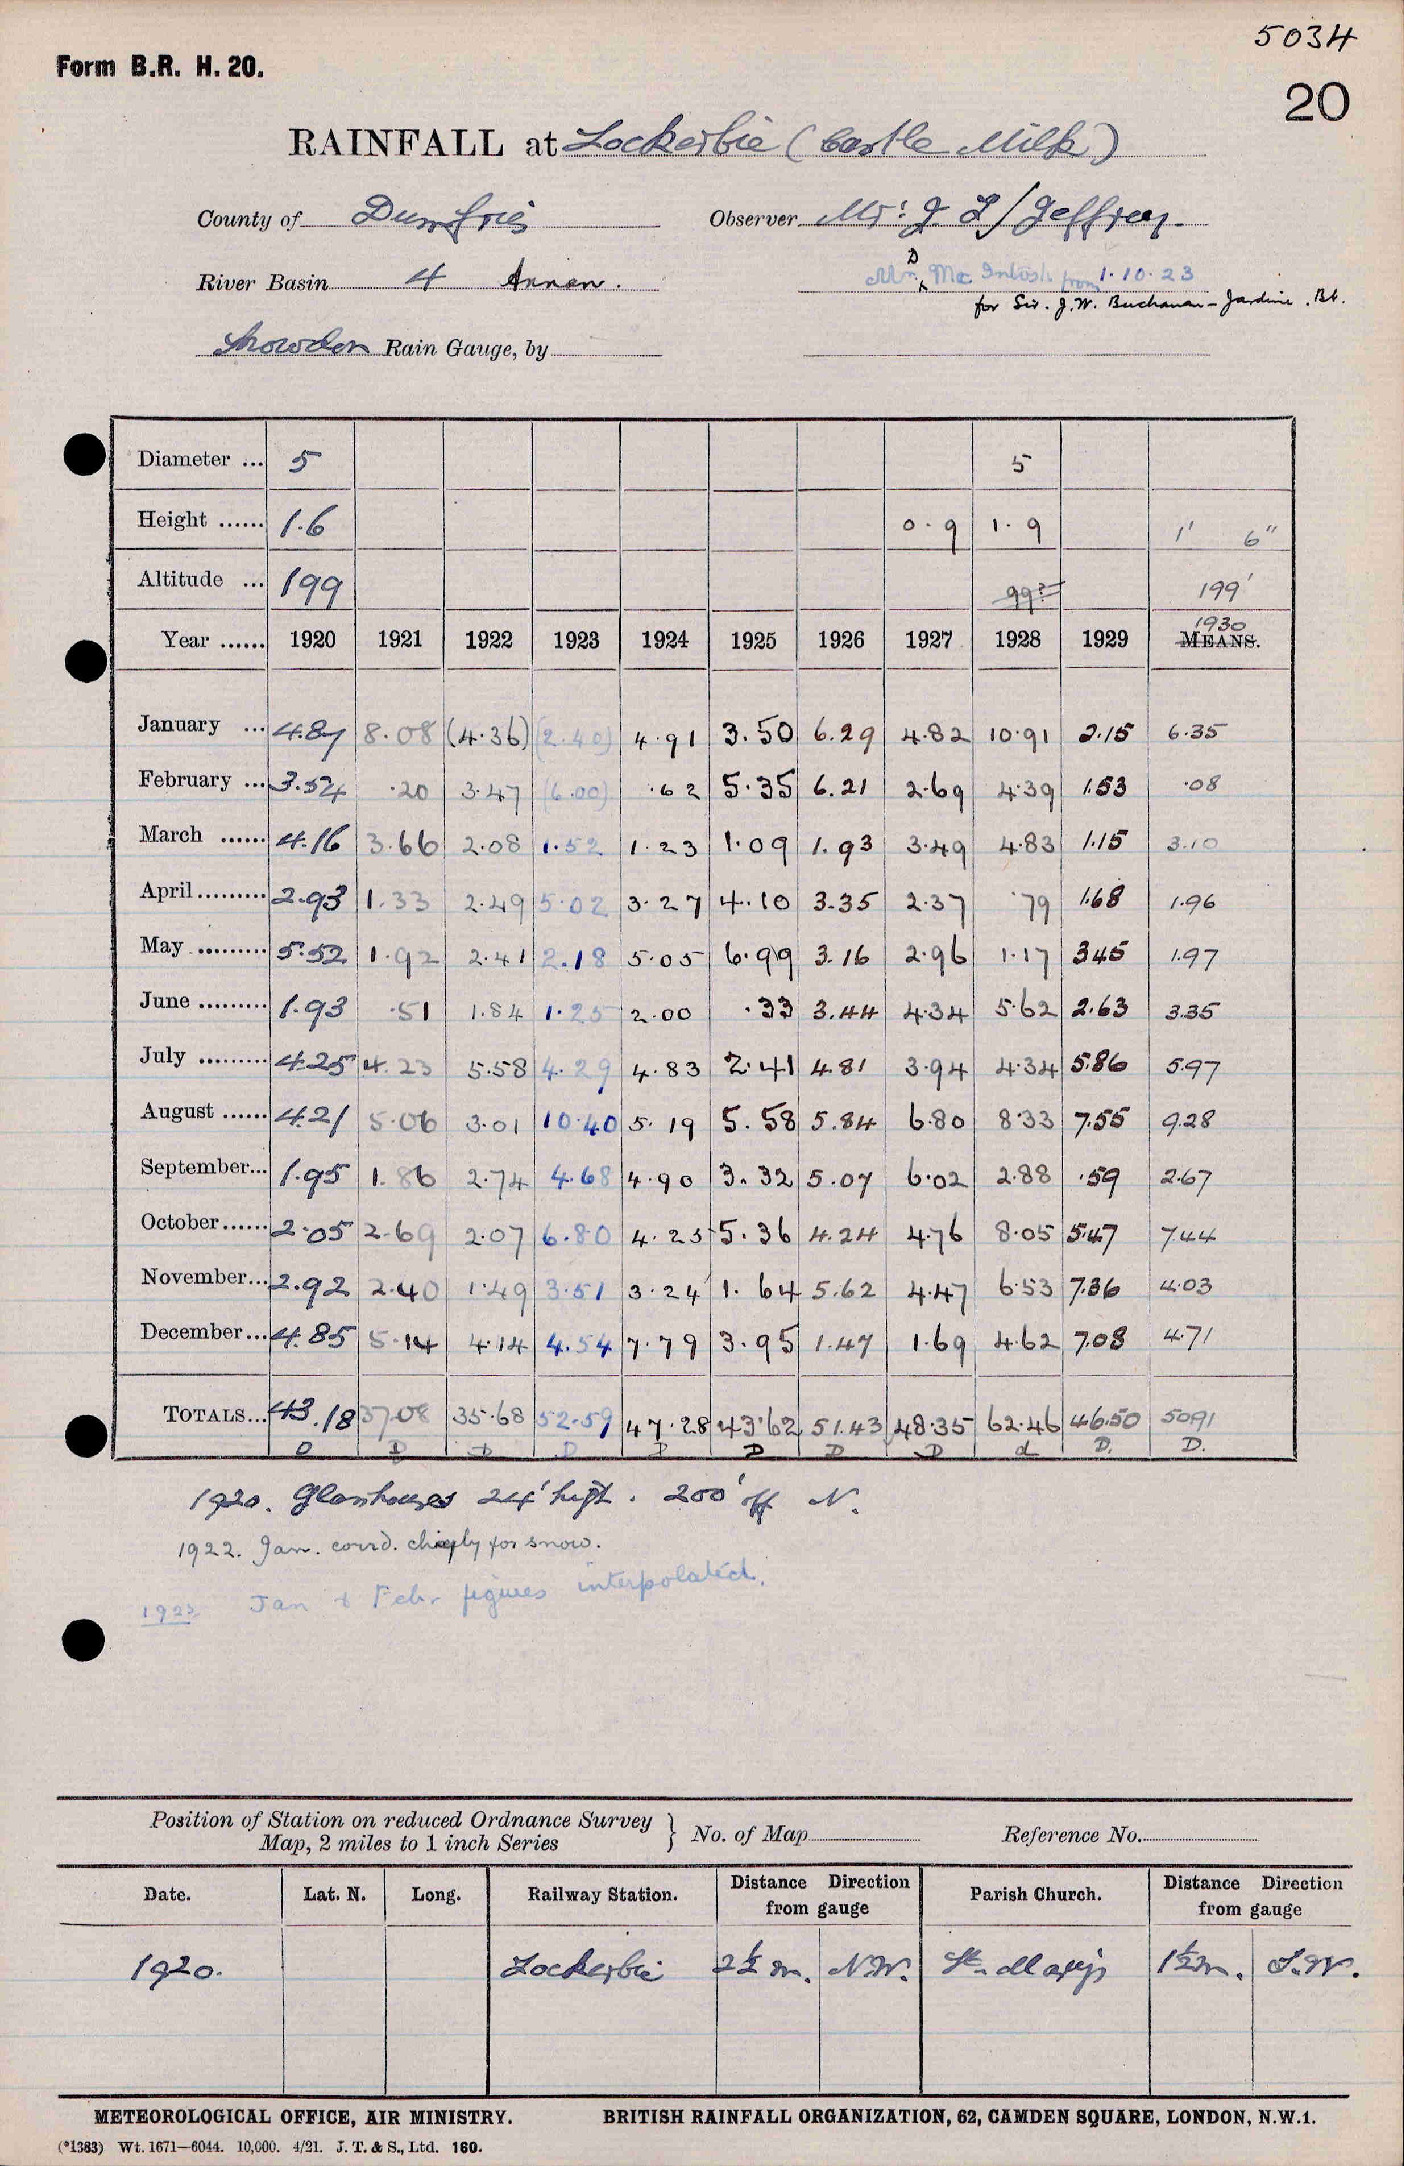 5034
Form B.R. H. 20.
20
RAINFALL at Lockerbie (Castle Milk)
County of Dumfries Observer Mr. J. L. Jeffrey.
River Basin 4 Annan. Mr. D Mc Intosh from 1.10.23
for Sir. J. W. Buchanan-Jardine. Bt.
Snowdon Rain Gauge, by
Diameter ... 5 5
Height ...... 1.6 0.9 1.9 1' 6"
Altitude ... 199 99? 199'
1930
Year ...... 1920 1921 1922 1923 1924 1925 1926 1927 1928 1929 MEANS.
January ... 4.87 8.08 (4.36) (2.40) 4.91 3.50 6.29 4.82 10.91 2.15 6.35
February ... 3.54 .20 3.47 (6.00) .62 5.35 6.21 2.69 4.39 1.53 .08
March ...... 4.16 3.66 2.08 1.52 1.23 1.09 1.93 3.49 4.83 1.15 3.10
April......... 2.93 1.33 2.49 5.02 3.27 4.10 3.35 2.37 .79 1.68 1.96
May ......... 5.52 1.92 2.41 2.18 5.05 6.99 3.16 2.96 1.17 3.45 1.97
June ......... 1.93 .51 1.84 1.25 2.00 .33 3.44 4.34 5.62 2.63 3.35
July ......... 4.25 4.23 5.58 4.29 4.83 2.41 4.81 3.94 4.34 5.86 5.97
August ...... 4.21 5.06 3.01 10.40 5.19 5.58 5.84 6.80 8.33 7.55 9.28
September... 1.95 1.86 2.74 4.68 4.90 3.32 5.07 6.02 2.88 .59 2.67
October...... 2.05 2.69 2.07 6.80 4.25 5.36 4.24 4.76 8.05 5.47 7.44
November... 2.92 2.40 1.49 3.51 3.24 1.64 5.62 4.47 6.53 7.36 4.03
December... 4.85 5.14 4.14 4.54 7.79 3.95 1.47 1.69 4.62 7.08 4.71
TOTALS... 43.18 37.08 35.68 52.59 47.28 43.62 51.43 48.35 62.46 46.50 50.91
D D D D D D D D d D. D.
1920. Glasshouses 24' high. 200' off N.
1922. Jan. corrd. chiefly for snow.
1923 Jan & Feb. figures interpolated.
Position of Station on reduced Ordnance Survey
Map, 2 miles to 1 inch Series } No. of Map Reference No.
Date. Lat. N. Long. Railway Station. Distance Direction from gauge Parish Church. Distance Direction from gauge
1920. Lockerbie 2½ m. N.W. St. Mary's 1½ m. S.W.
METEOROLOGICAL OFFICE, AIR MINISTRY. BRITISH RAINFALL ORGANIZATION, 62, CAMDEN SQUARE, LONDON, N.W.1.
(*1383) Wt. 1671—6044. 10,000. 4/21. J. T. & S., Ltd. 160.